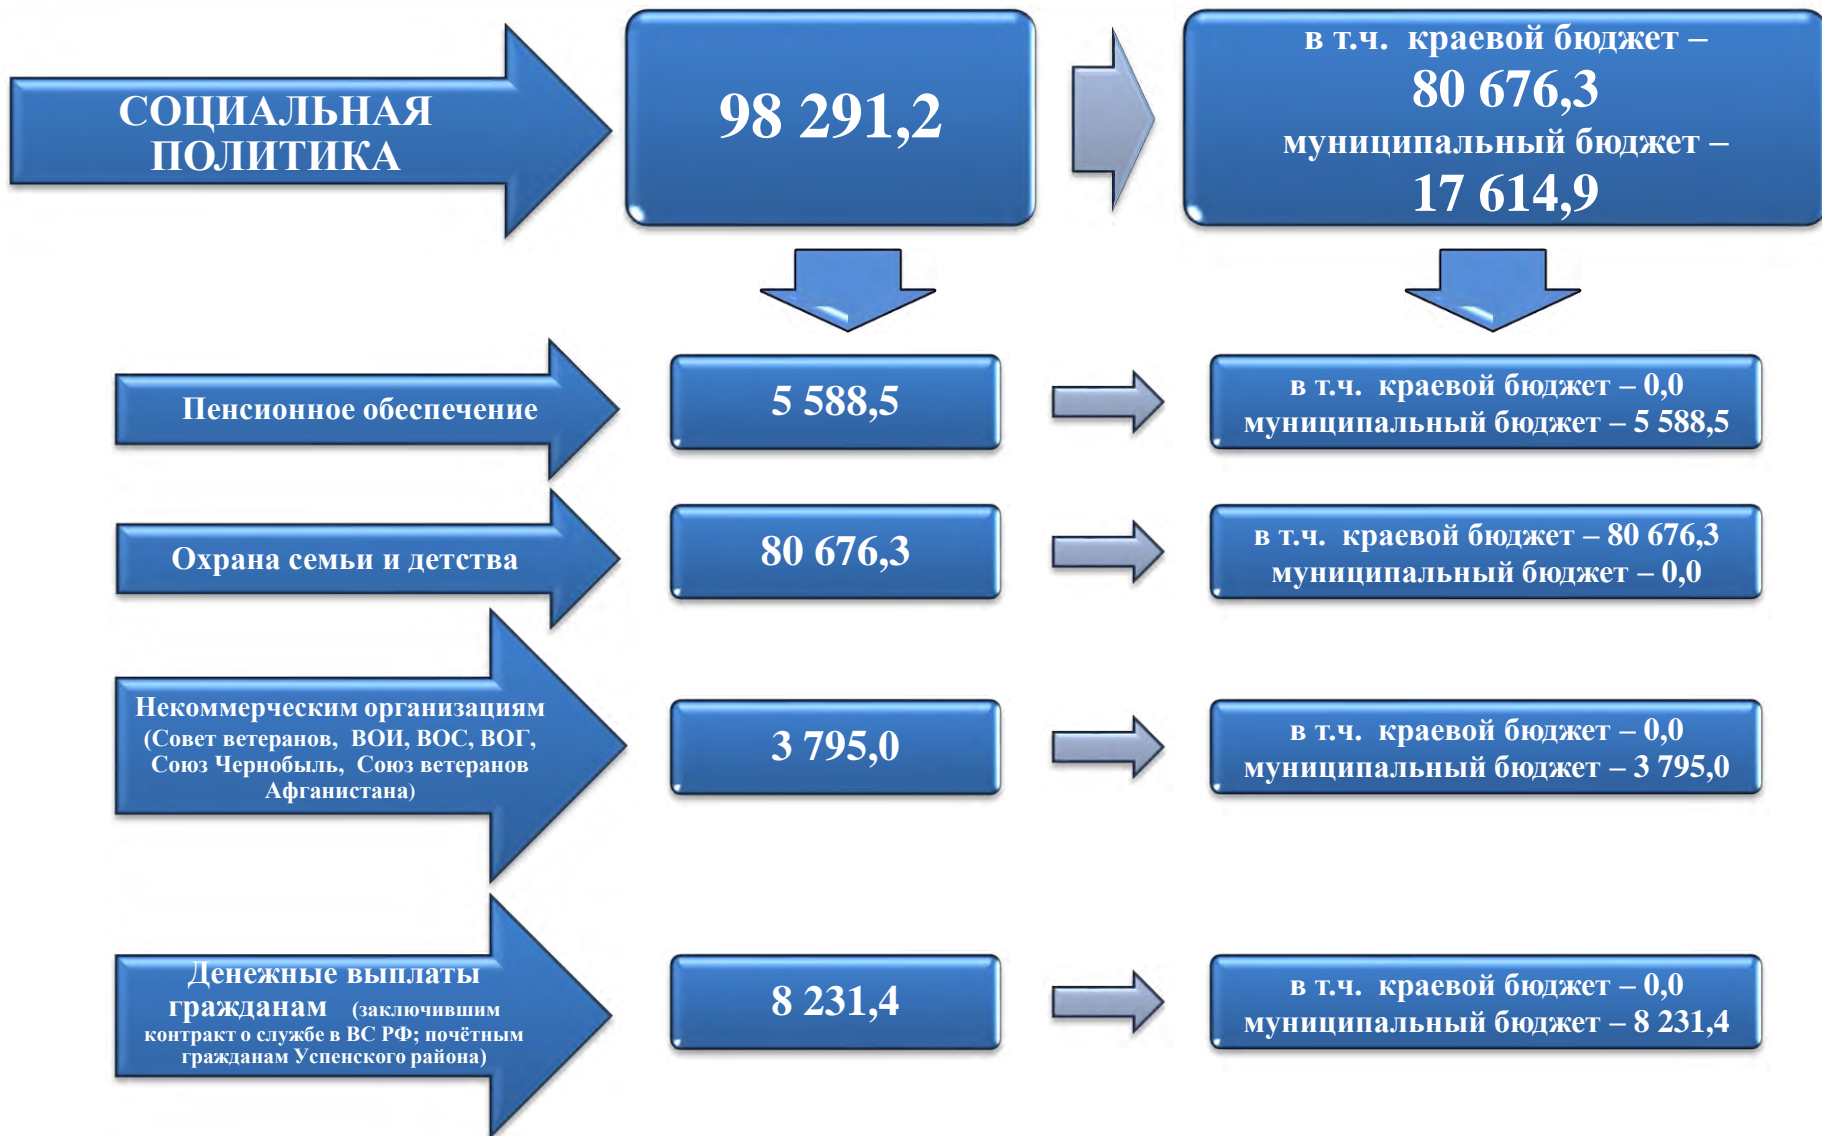 СОЦИАЛЬНАЯ
ПОЛИТИКА
98 291,2
в т.ч. краевой бюджет –
80 676,3
муниципальный бюджет –
17 614,9
Пенсионное обеспечение
5 588,5
в т.ч. краевой бюджет – 0,0
муниципальный бюджет – 5 588,5
Охрана семьи и детства
80 676,3
в т.ч. краевой бюджет – 80 676,3
муниципальный бюджет – 0,0
Некоммерческим организациям
(Совет ветеранов, ВОИ, ВОС, ВОГ,
Союз Чернобыль, Союз ветеранов
Афганистана)
3 795,0
в т.ч. краевой бюджет – 0,0
муниципальный бюджет – 3 795,0
Денежные выплаты
гражданам (заключившим
контракт о службе в ВС РФ; почётным
гражданам Успенского района)
8 231,4
в т.ч. краевой бюджет – 0,0
муниципальный бюджет – 8 231,4